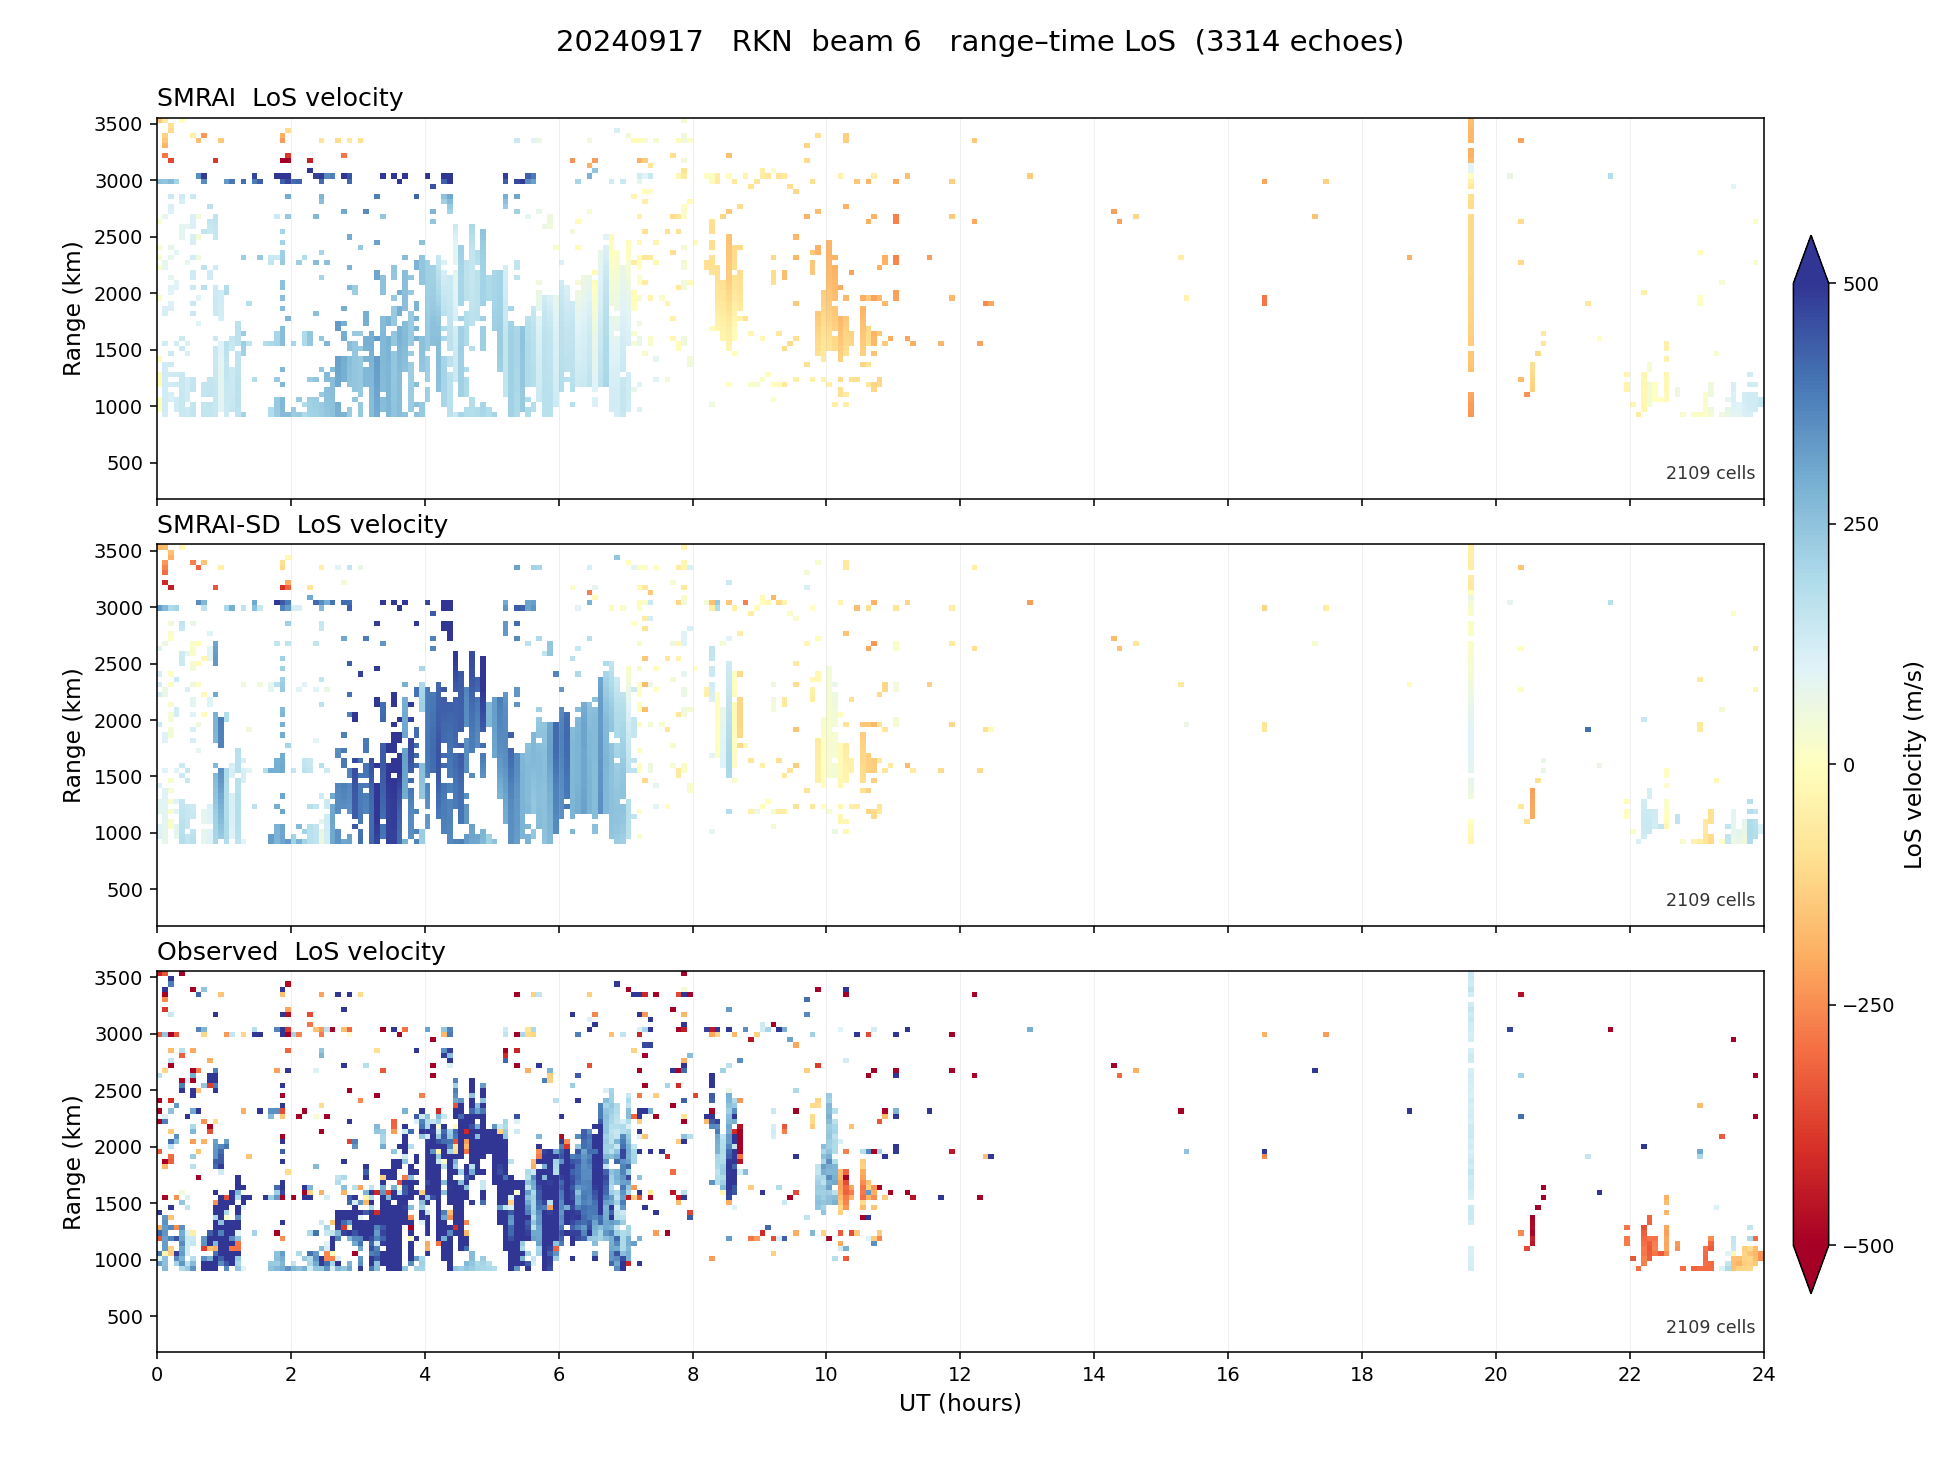 20240917   RKN  beam 6   range–time LoS  (3314 echoes)
SMRAI  LoS velocity
3500
3000
2500
2000
1500
1000
500
Range (km)
2109 cells
SMRAI-SD  LoS velocity
3500
3000
2500
2000
1500
1000
500
Range (km)
2109 cells
Observed  LoS velocity
3500
3000
2500
2000
1500
1000
500
Range (km)
2109 cells
0 2 4 6 8 10 12 14 16 18 20 22 24
UT (hours)
500
250
0
−250
−500
LoS velocity (m/s)